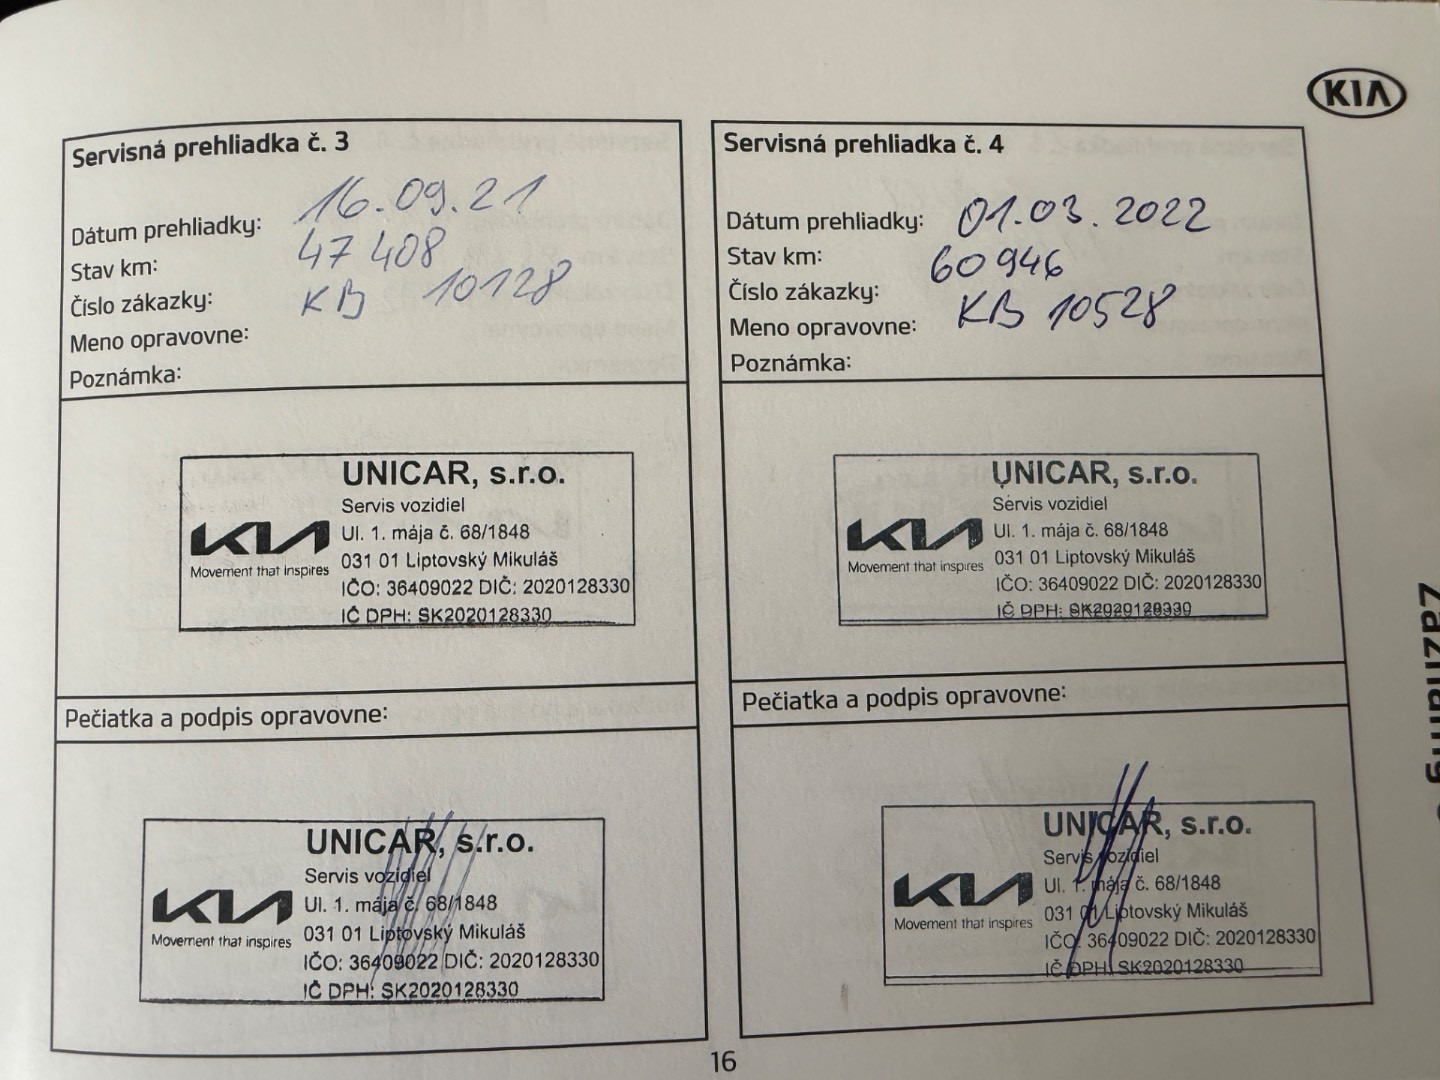 KIA
Servisná prehliadka č. 3
Dátum prehliadky: 16.09.21
Stav km: 47 408
Číslo zákazky: KB 10128
Meno opravovne:
Poznámka:
UNICAR, s.r.o.
Servis vozidiel
Ul. 1. mája č. 68/1848
KIA
031 01 Liptovský Mikuláš
Movement that inspires
IČO: 36409022 DIČ: 2020128330
IČ DPH: SK2020128330
Pečiatka a podpis opravovne:
UNICAR, s.r.o.
Servis vozidiel
Ul. 1. mája č. 68/1848
KIA
031 01 Liptovský Mikuláš
Movement that inspires
IČO: 36409022 DIČ: 2020128330
IČ DPH: SK2020128330
Servisná prehliadka č. 4
Dátum prehliadky: 01.03.2022
Stav km: 60946
Číslo zákazky: KB 10528
Meno opravovne:
Poznámka:
UNICAR, s.r.o.
Servis vozidiel
Ul. 1. mája č. 68/1848
KIA
031 01 Liptovský Mikuláš
Movement that inspires
IČO: 36409022 DIČ: 2020128330
IČ DPH: SK2020128330
Pečiatka a podpis opravovne:
UNICAR, s.r.o.
Servis vozidiel
Ul. 1. mája č. 68/1848
KIA
031 01 Liptovský Mikuláš
Movement that inspires
IČO: 36409022 DIČ: 2020128330
IČ DPH: SK2020128330
16